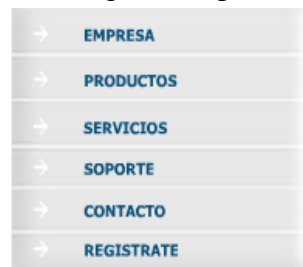 EMPRESA
PRODUCTOS
SERVICIOS
SOPORTE
CONTACTO
REGISTRATE